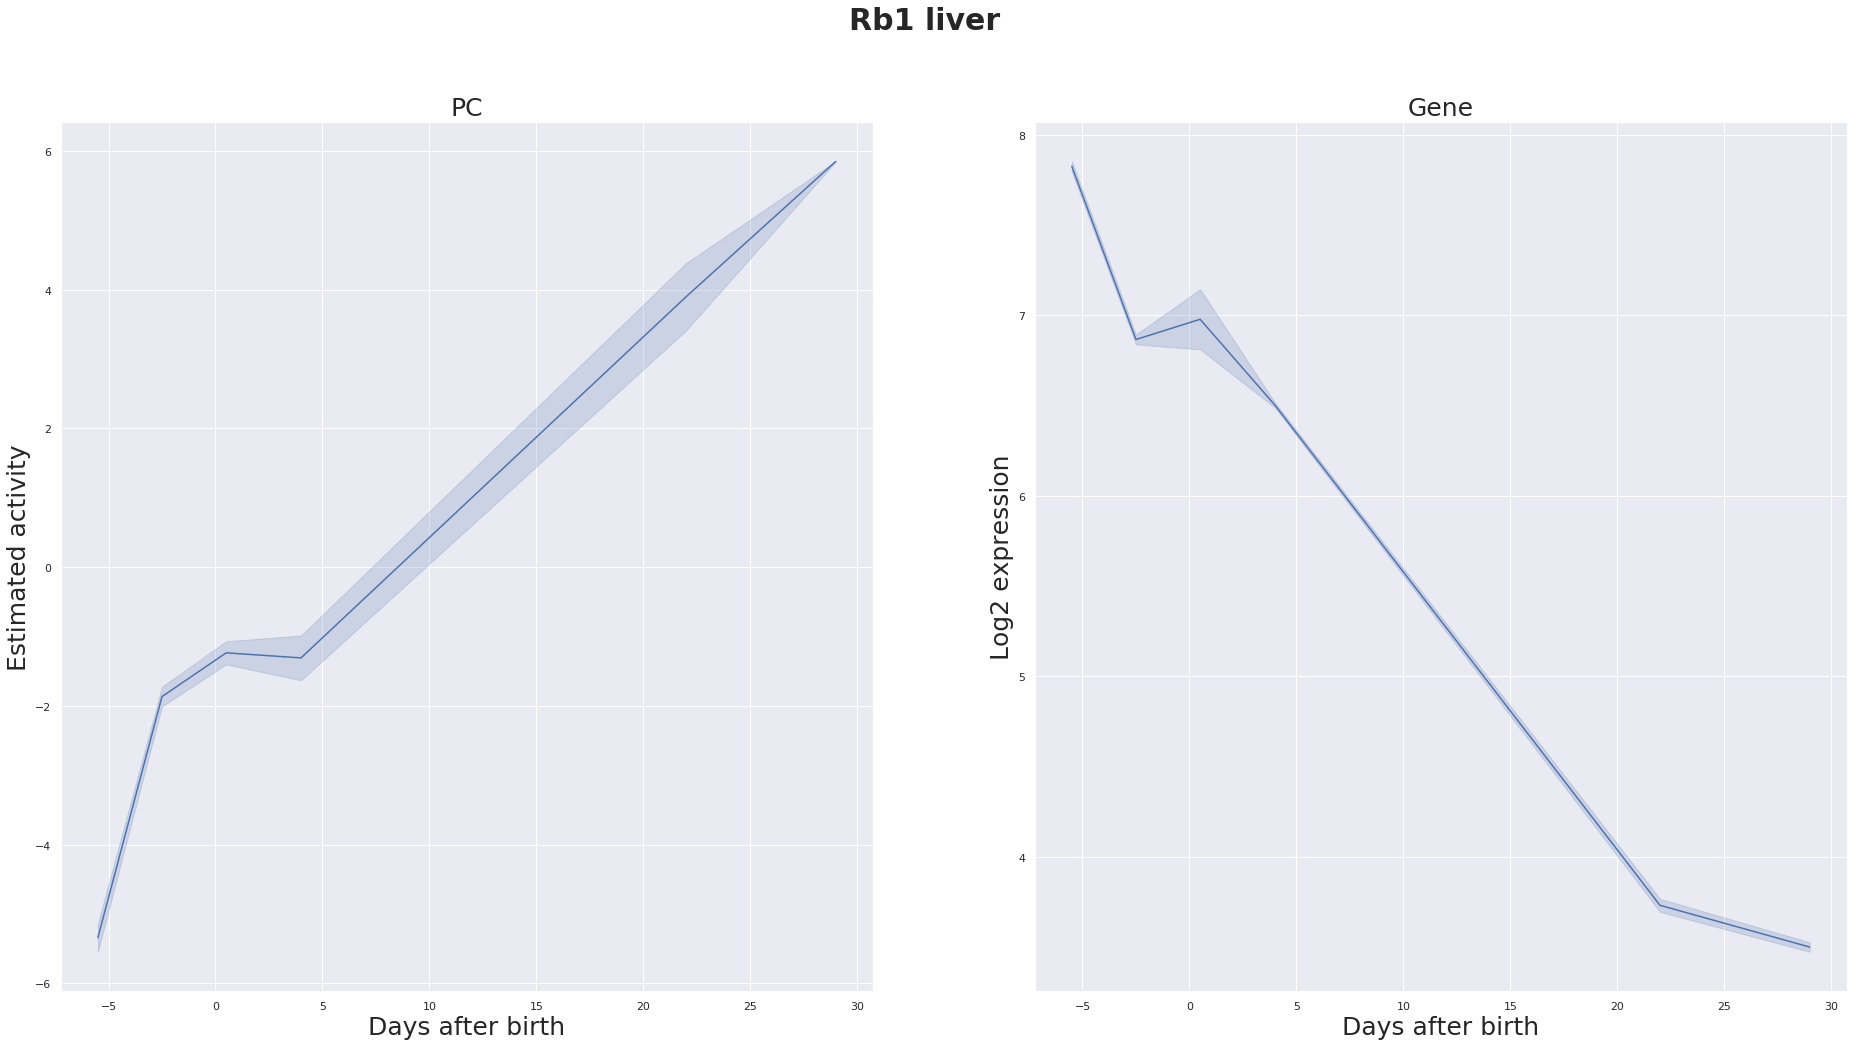 Rb1 liver
PC
Estimated activity
6
4
2
0
−2
−4
−6
−5 0 5 10 15 20 25 30
Days after birth
Gene
Log2 expression
8
7
6
5
4
−5 0 5 10 15 20 25 30
Days after birth